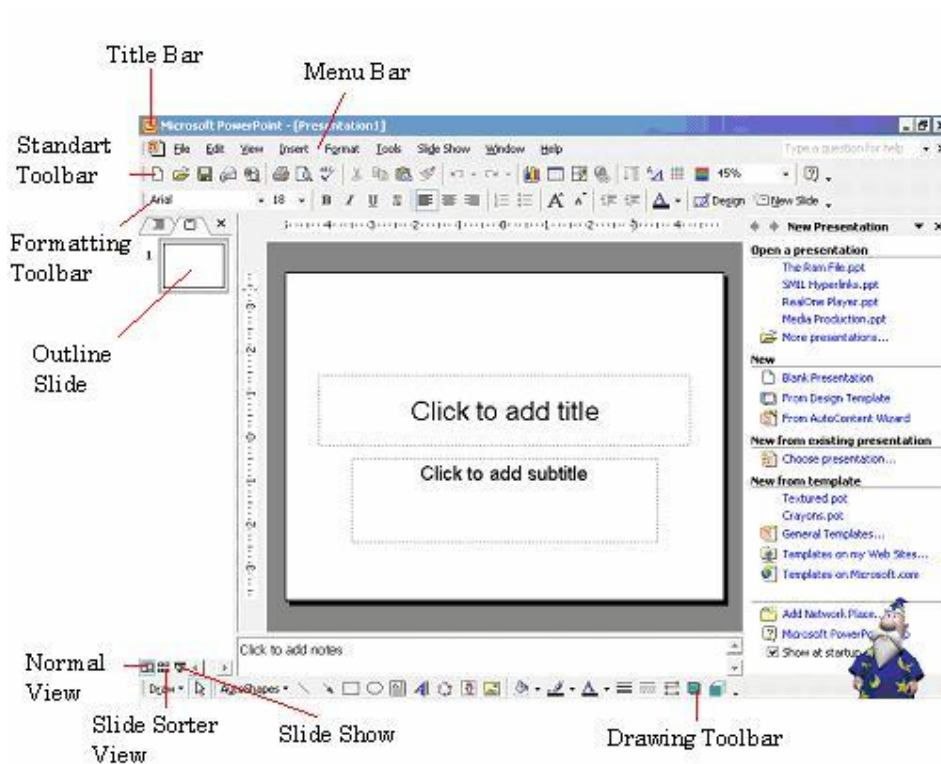 Title Bar
Menu Bar
Microsoft PowerPoint - [Presentation1]
Standart
Toolbar
File Edit View Insert Format Tools Slide Show Window Help
Type a question for help
45%
Arial
18
B I U S
Design
New Slide
Formatting
Toolbar
1
New Presentation
Open a presentation
The Ram File.ppt
SMIL Hyperlinks.ppt
RealOne Player.ppt
Media Production.ppt
More presentations...
New
Blank Presentation
From Design Template
From AutoContent Wizard
New from existing presentation
Choose presentation...
New from template
Textured.pot
Crayons.pot
General Templates...
Templates on my Web Sites...
Templates on Microsoft.com
Add Network Place...
Microsoft PowerPo
Show at startup
Outline
Slide
Click to add title
Click to add subtitle
Click to add notes
Normal
View
Draw
AutoShapes
Slide Sorter
View
Slide Show
Drawing Toolbar